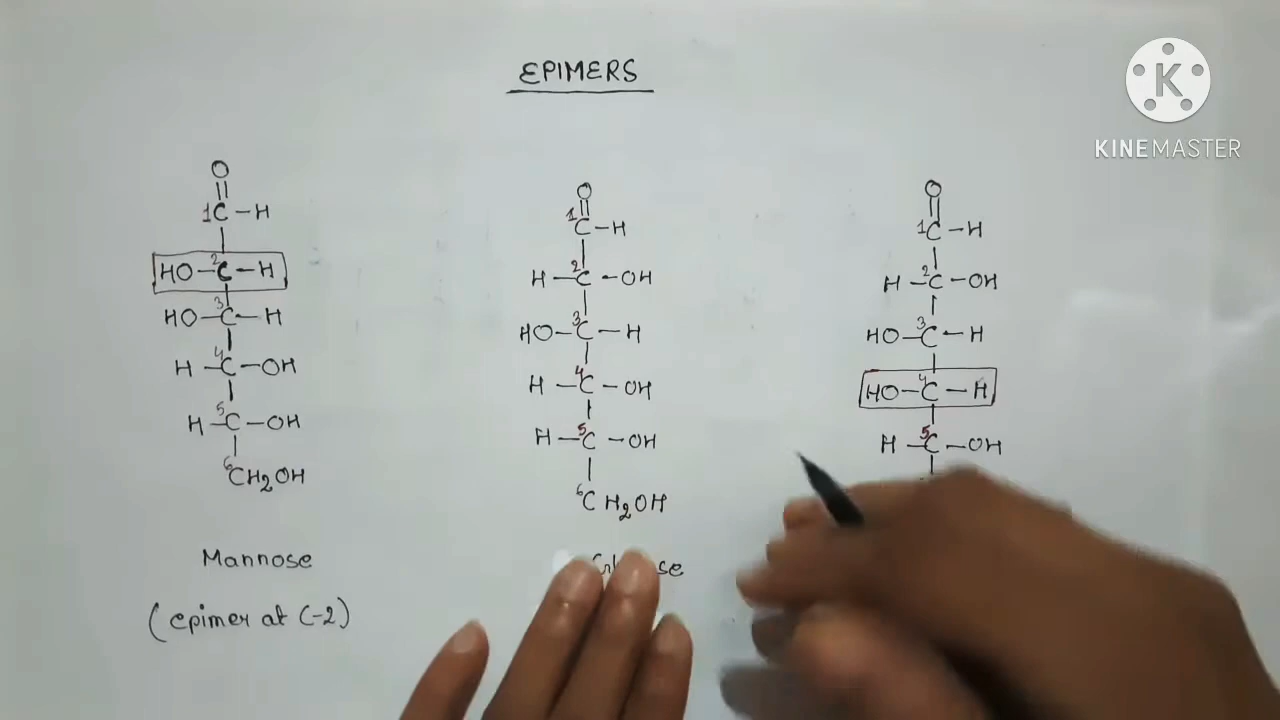 EPIMERS
KINEMASTER
O
1C-H
HO-2C-H
HO-3C-H
H-4C-OH
H-5C-OH
6CH2OH
Mannose
(epimer at C-2)
O
1C-H
H-2C-OH
HO-3C-H
H-4C-OH
H-5C-OH
6CH2OH
O
1C-H
H-2C-OH
HO-3C-H
HO-4C-H
H-5C-OH